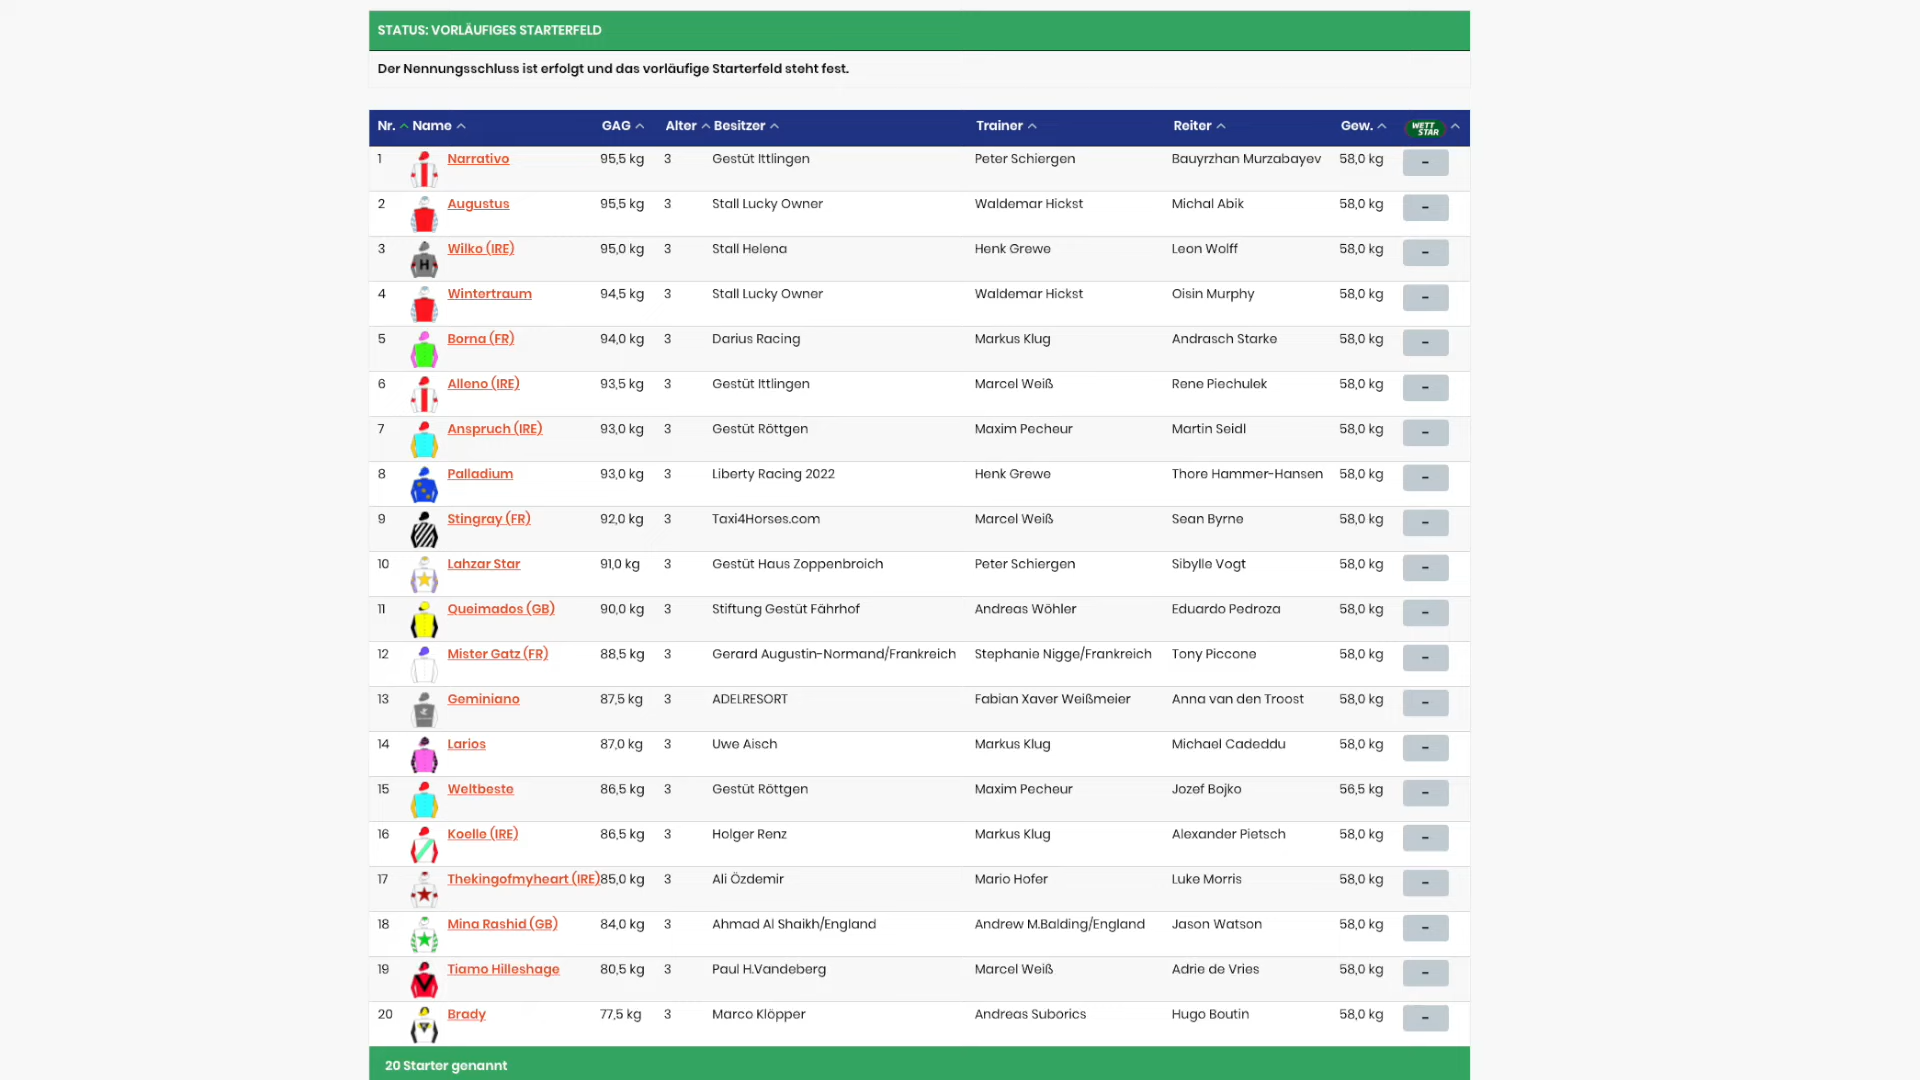 STATUS: VORLÄUFIGES STARTERFELD
Der Nennungsschluss ist erfolgt und das vorläufige Starterfeld steht fest.
Nr. Name GAG Alter Besitzer Trainer Reiter Gew. WETT STAR
1 Narrativo 95,5 kg 3 Gestüt Ittlingen Peter Schiergen Bauyrzhan Murzabayev 58,0 kg -
2 Augustus 95,5 kg 3 Stall Lucky Owner Waldemar Hickst Michal Abik 58,0 kg -
3 H Wilko (IRE) 95,0 kg 3 Stall Helena Henk Grewe Leon Wolff 58,0 kg -
4 Wintertraum 94,5 kg 3 Stall Lucky Owner Waldemar Hickst Oisin Murphy 58,0 kg -
5 Borna (FR) 94,0 kg 3 Darius Racing Markus Klug Andrasch Starke 58,0 kg -
6 Alleno (IRE) 93,5 kg 3 Gestüt Ittlingen Marcel Weiß Rene Piechulek 58,0 kg -
7 Anspruch (IRE) 93,0 kg 3 Gestüt Röttgen Maxim Pecheur Martin Seidl 58,0 kg -
8 Palladium 93,0 kg 3 Liberty Racing 2022 Henk Grewe Thore Hammer-Hansen 58,0 kg -
9 Stingray (FR) 92,0 kg 3 Taxi4Horses.com Marcel Weiß Sean Byrne 58,0 kg -
10 Lahzar Star 91,0 kg 3 Gestüt Haus Zoppenbroich Peter Schiergen Sibylle Vogt 58,0 kg -
11 Queimados (GB) 90,0 kg 3 Stiftung Gestüt Fährhof Andreas Wöhler Eduardo Pedroza 58,0 kg -
12 Mister Gatz (FR) 88,5 kg 3 Gerard Augustin-Normand/Frankreich Stephanie Nigge/Frankreich Tony Piccone 58,0 kg -
13 Geminiano 87,5 kg 3 ADELRESORT Fabian Xaver Weißmeier Anna van den Troost 58,0 kg -
14 Larios 87,0 kg 3 Uwe Aisch Markus Klug Michael Cadeddu 58,0 kg -
15 Weltbeste 86,5 kg 3 Gestüt Röttgen Maxim Pecheur Jozef Bojko 56,5 kg -
16 Koelle (IRE) 86,5 kg 3 Holger Renz Markus Klug Alexander Pietsch 58,0 kg -
17 Thekingofmyheart (IRE) 85,0 kg 3 Ali Özdemir Mario Hofer Luke Morris 58,0 kg -
18 Mina Rashid (GB) 84,0 kg 3 Ahmad Al Shaikh/England Andrew M.Balding/England Jason Watson 58,0 kg -
19 Tiamo Hilleshage 80,5 kg 3 Paul H.Vandeberg Marcel Weiß Adrie de Vries 58,0 kg -
20 Brady 77,5 kg 3 Marco Klöpper Andreas Suborics Hugo Boutin 58,0 kg -
20 Starter genannt